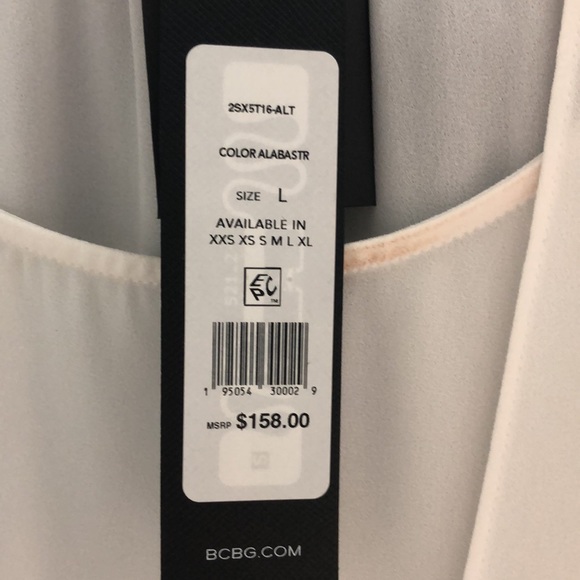 2SX5T16-ALT
COLOR ALABASTR
SIZE L
AVAILABLE IN
XXS XS S M L XL
EPC
TM
1 95054 30002 9
MSRP $158.00
BCBG.COM